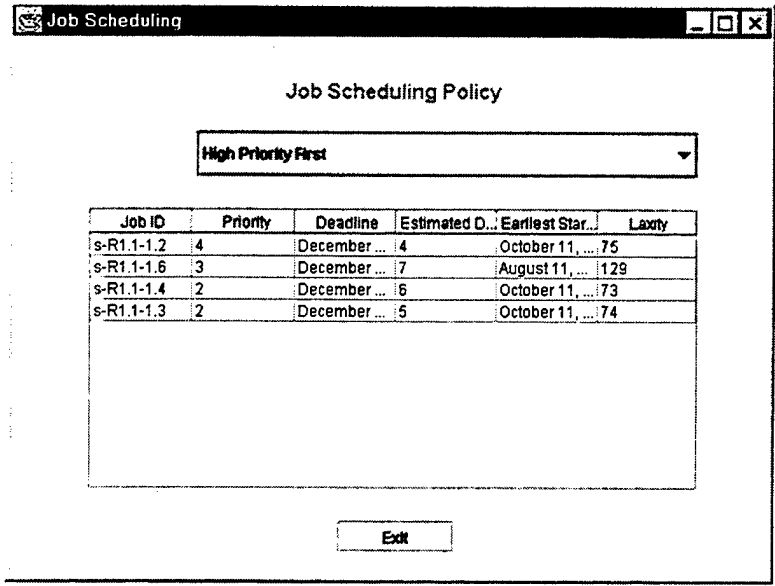 Job Scheduling
Job Scheduling Policy
High Priority First
Job ID Priority Deadline Estimated D... Earliest Star... Laxity
s-R1.1-1.2 4 December ... 4 October 11, ... 75
s-R1.1-1.6 3 December ... 7 August 11, ... 129
s-R1.1-1.4 2 December ... 6 October 11, ... 73
s-R1.1-1.3 2 December ... 5 October 11, ... 74
Exit